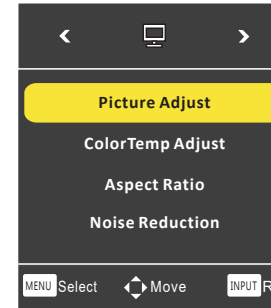 Picture Adjust
ColorTemp Adjust
Aspect Ratio
Noise Reduction
MENU Select Move INPUT R